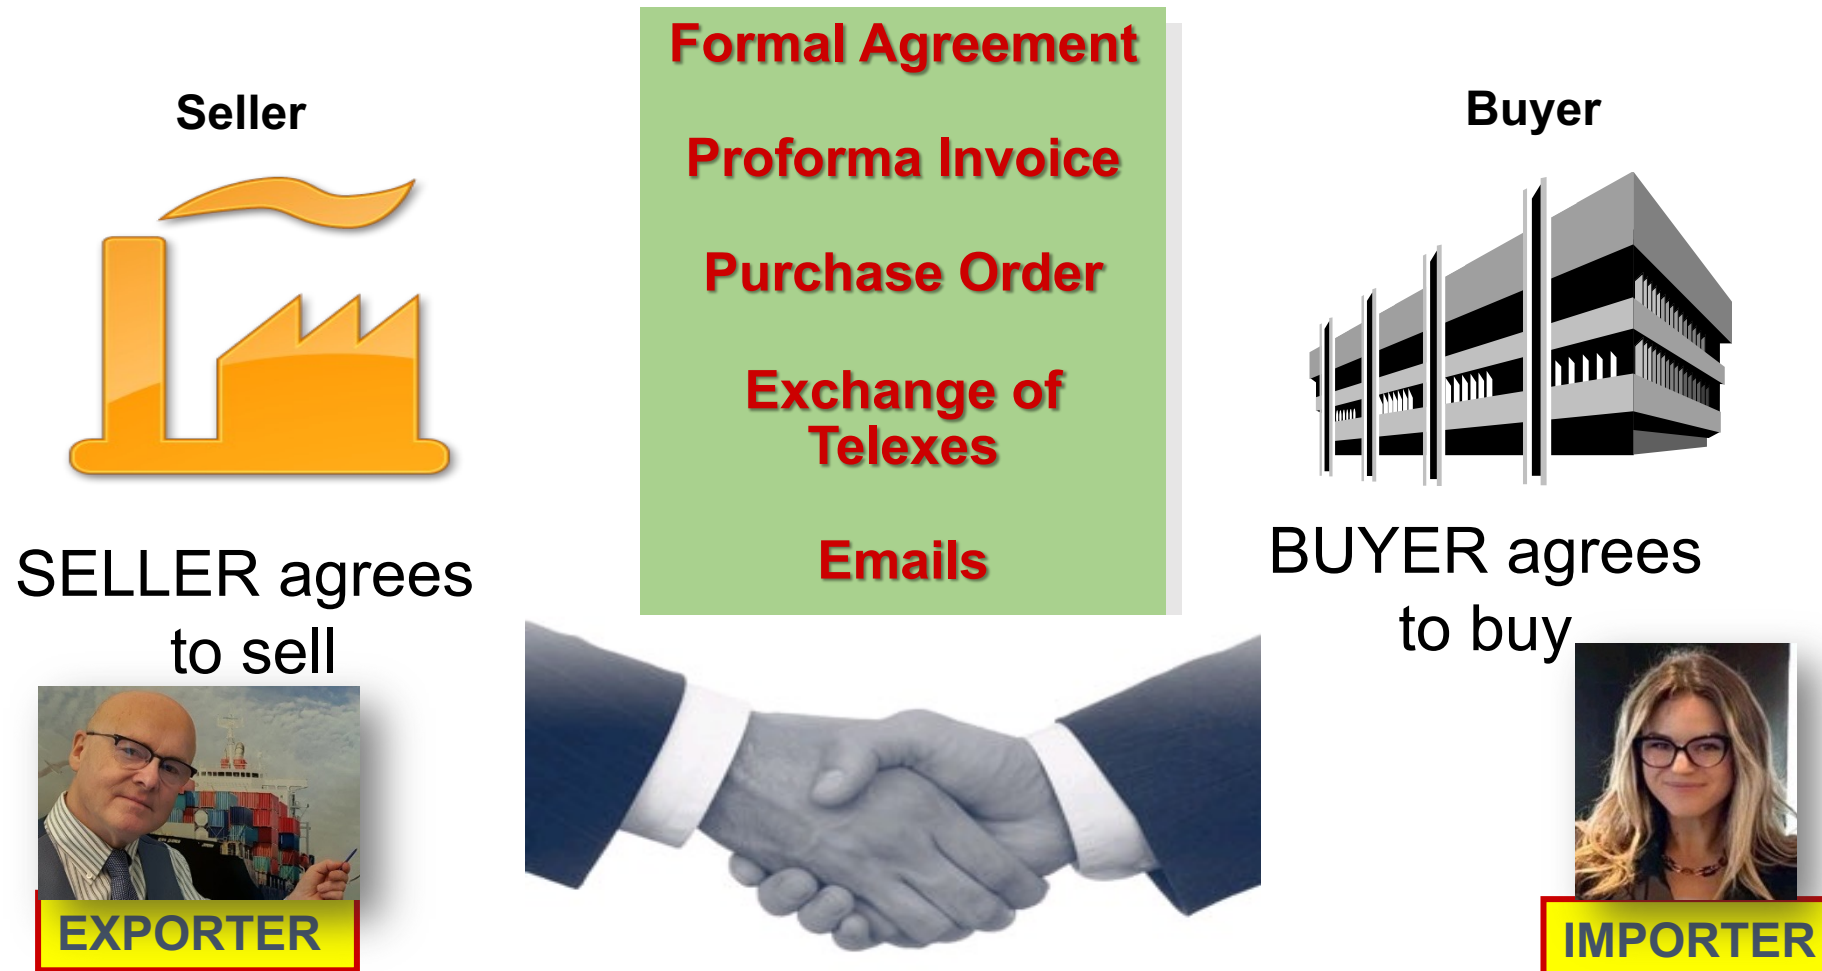 Formal Agreement
Seller
Buyer
Proforma Invoice
Purchase Order
Exchange of
Telexes
Emails
SELLER agrees
to sell
BUYER agrees
to buy
EXPORTER
IMPORTER